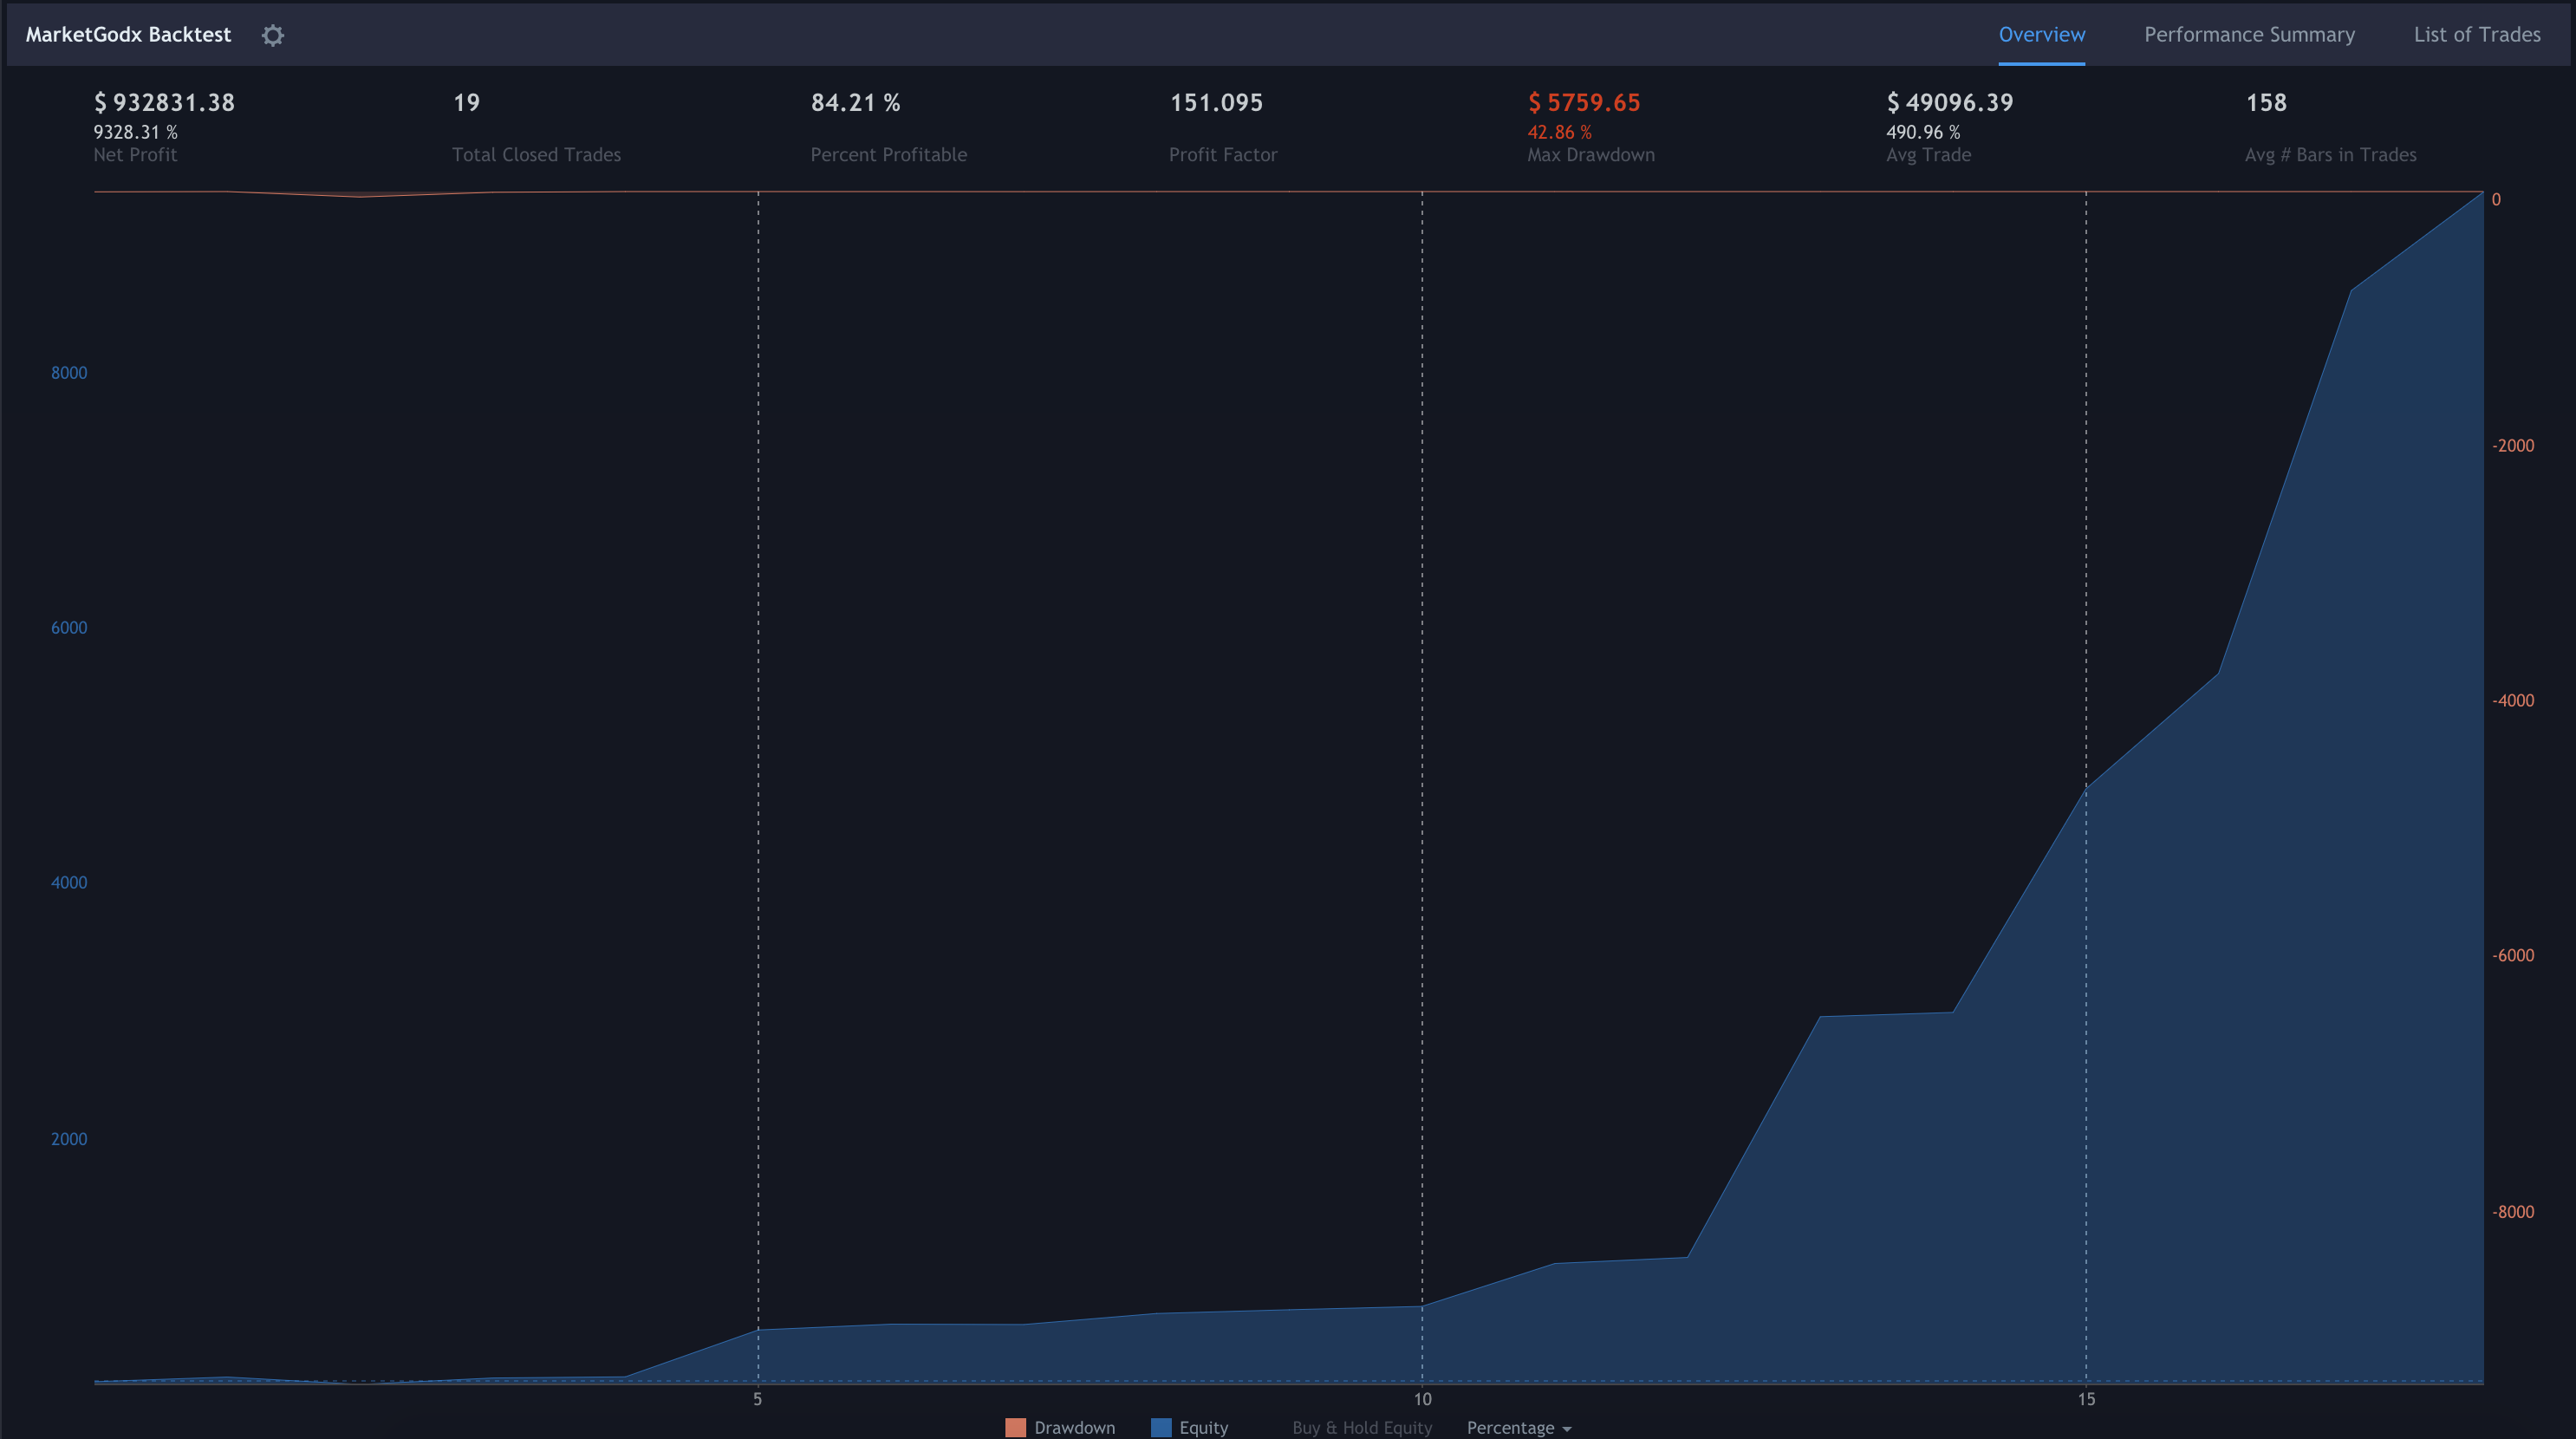 MarketGodx Backtest
Overview Performance Summary List of Trades
$ 932831.38 19 84.21 % 151.095 $ 5759.65 $ 49096.39 158
9328.31 % 42.86 % 490.96 %
Net Profit Total Closed Trades Percent Profitable Profit Factor Max Drawdown Avg Trade Avg # Bars in Trades
0
8000
-2000
6000
-4000
4000
-6000
2000
-8000
5 10 15
Drawdown Equity Buy & Hold Equity Percentage